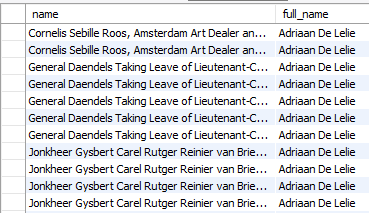 name full_name
Cornelis Sebille Roos, Amsterdam Art Dealer an... Adriaan De Lelie
Cornelis Sebille Roos, Amsterdam Art Dealer an... Adriaan De Lelie
General Daendels Taking Leave of Lieutenant-C... Adriaan De Lelie
General Daendels Taking Leave of Lieutenant-C... Adriaan De Lelie
General Daendels Taking Leave of Lieutenant-C... Adriaan De Lelie
General Daendels Taking Leave of Lieutenant-C... Adriaan De Lelie
General Daendels Taking Leave of Lieutenant-C... Adriaan De Lelie
Jonkheer Gysbert Carel Rutger Reinier van Brie... Adriaan De Lelie
Jonkheer Gysbert Carel Rutger Reinier van Brie... Adriaan De Lelie
Jonkheer Gysbert Carel Rutger Reinier van Brie... Adriaan De Lelie
Jonkheer Gysbert Carel Rutger Reinier van Brie... Adriaan De Lelie